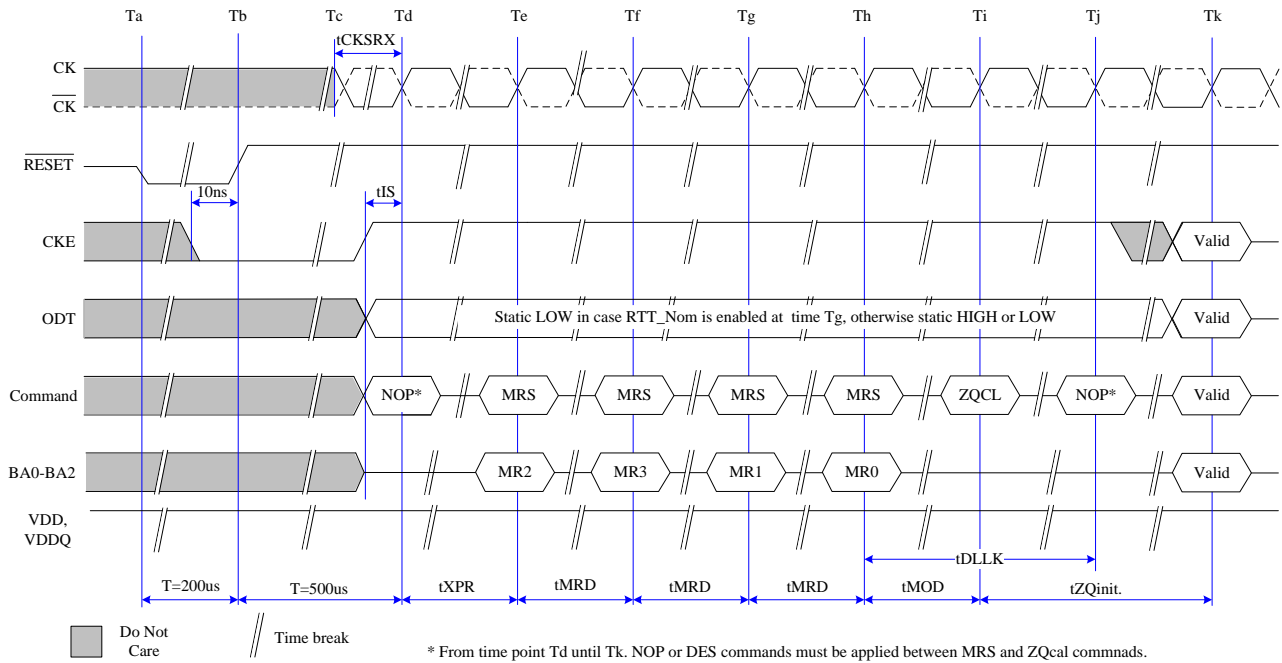 Ta Tb Tc Td Te Tf Tg Th Ti Tj Tk
tCKSRX
CK
CK
RESET
10ns
tIS
CKE
Valid
ODT
Static LOW in case RTT_Nom is enabled at time Tg, otherwise static HIGH or LOW
Valid
Command
NOP* MRS MRS MRS MRS ZQCL NOP* Valid
BA0-BA2
MR2 MR3 MR1 MR0 Valid
VDD,
VDDQ
tDLLK
T=200us T=500us tXPR tMRD tMRD tMRD tMOD tZQinit.
Do Not
Care
Time break
* From time point Td until Tk. NOP or DES commands must be applied between MRS and ZQcal commnads.